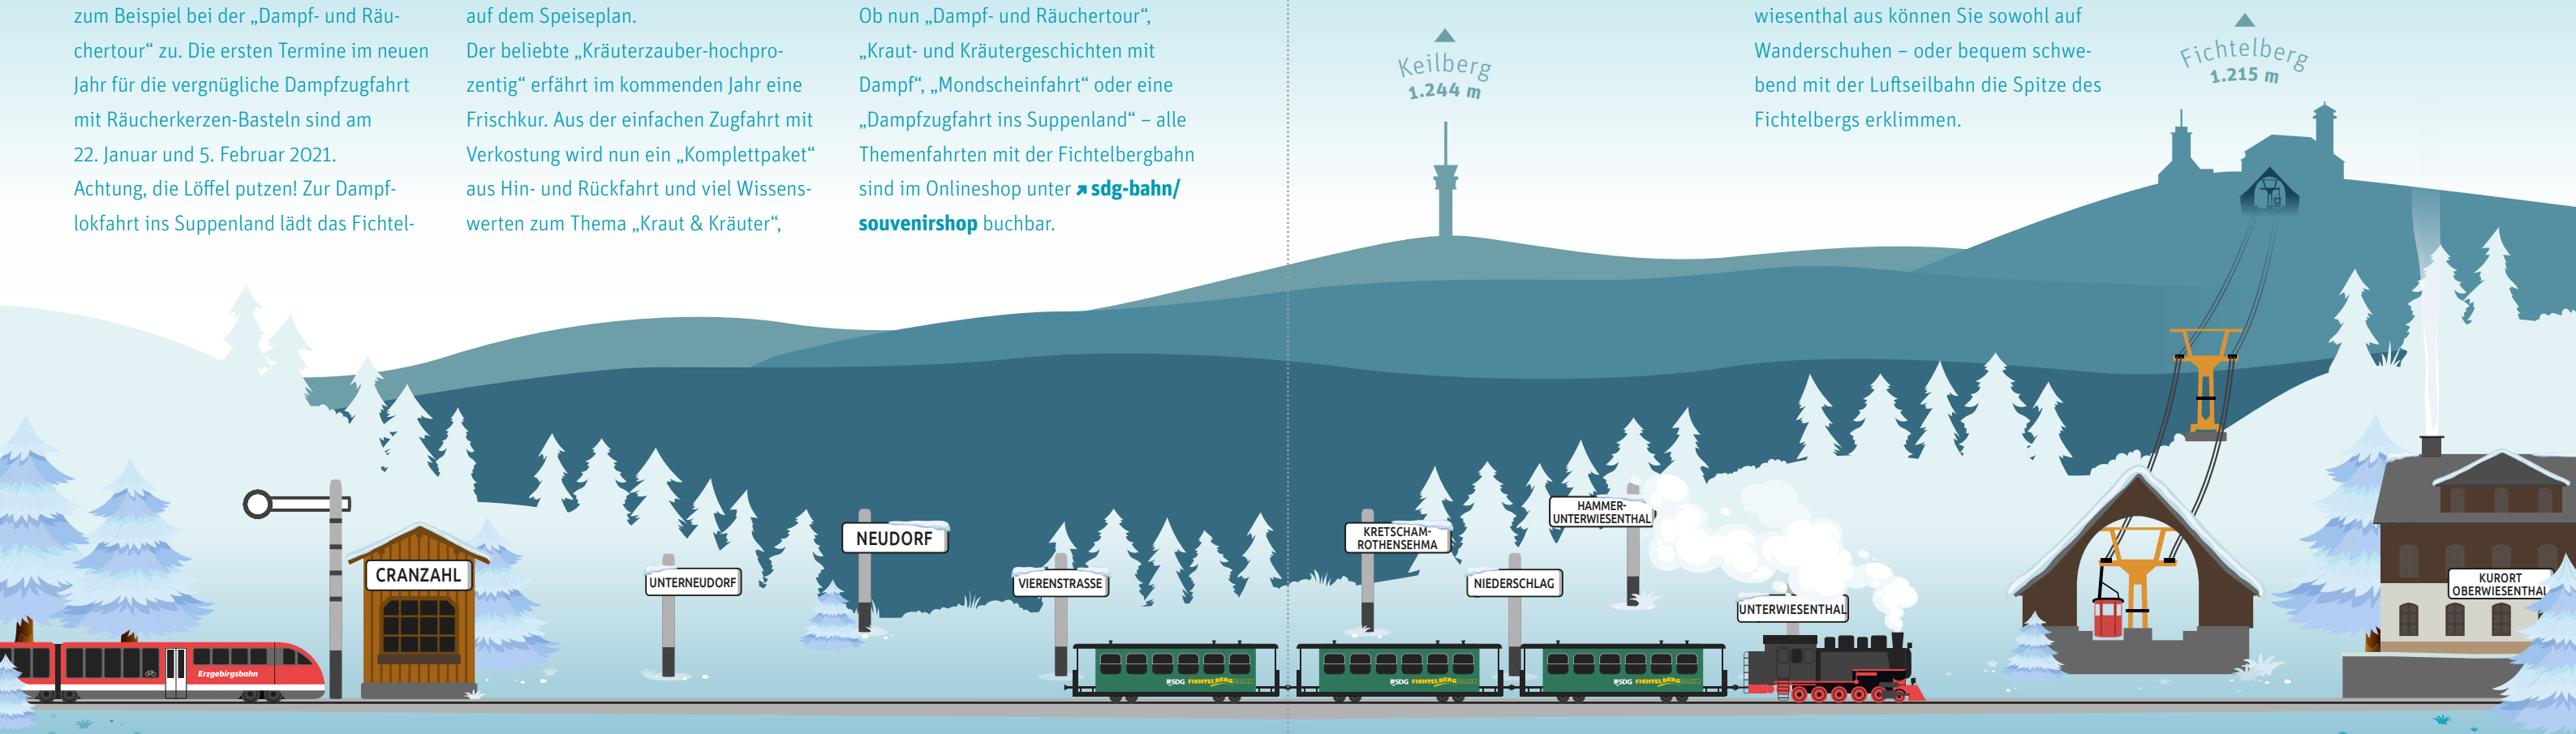 zum Beispiel bei der „Dampf- und Räu-
chertour“ zu. Die ersten Termine im neuen
Jahr für die vergnügliche Dampfzugfahrt
mit Räucherkerzen-Basteln sind am
22. Januar und 5. Februar 2021.
Achtung, die Löffel putzen! Zur Dampf-
lokfahrt ins Suppenland lädt das Fichtel-
auf dem Speiseplan.
Der beliebte „Kräuterzauber-hochpro-
zentig“ erfährt im kommenden Jahr eine
Frischkur. Aus der einfachen Zugfahrt mit
Verkostung wird nun ein „Komplettpaket“
aus Hin- und Rückfahrt und viel Wissens-
werten zum Thema „Kraut & Kräuter“,
Ob nun „Dampf- und Räuchertour“,
„Kraut- und Kräutergeschichten mit
Dampf“, „Mondscheinfahrt“ oder eine
„Dampfzugfahrt ins Suppenland“ – alle
Themenfahrten mit der Fichtelbergbahn
sind im Onlineshop unter sdg-bahn/
souvenirshop buchbar.
wiesenthal aus können Sie sowohl auf
Wanderschuhen – oder bequem schwe-
bend mit der Luftseilbahn die Spitze des
Fichtelbergs erklimmen.
Keilberg
1.244 m
Fichtelberg
1.215 m
CRANZAHL
UNTERNEUDORF
NEUDORF
VIERENSTRASSE
KRETSCHAM-
ROTHENSEHMA
NIEDERSCHLAG
HAMMER-
UNTERWIESENTHAL
UNTERWIESENTHAL
KURORT
OBERWIESENTHAL
Erzgebirgsbahn
SDG FICHTELBERGBAHN
SDG FICHTELBERGBAHN
SDG FICHTELBERGBAHN